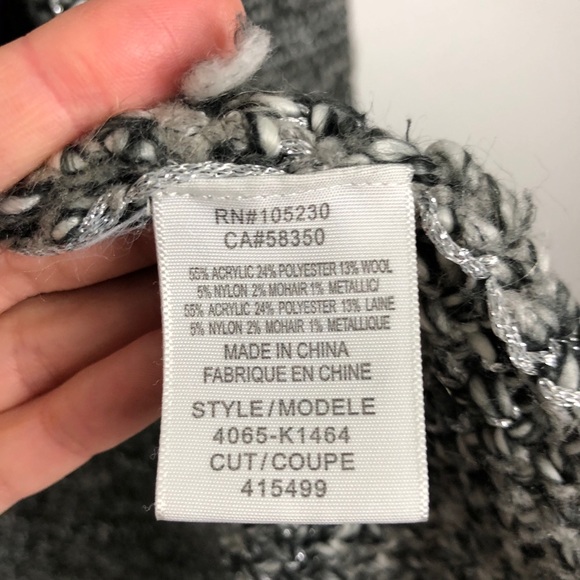 RN#105230
CA#58350
55% ACRYLIC 24% POLYESTER 13% WOOL
5% NYLON 2% MOHAIR 1% METALLIC/
55% ACRYLIC 24% POLYESTER 13% LAINE
5% NYLON 2% MOHAIR 1% METALLIQUE
MADE IN CHINA
FABRIQUE EN CHINE
STYLE/MODELE
4065-K1464
CUT/COUPE
415499